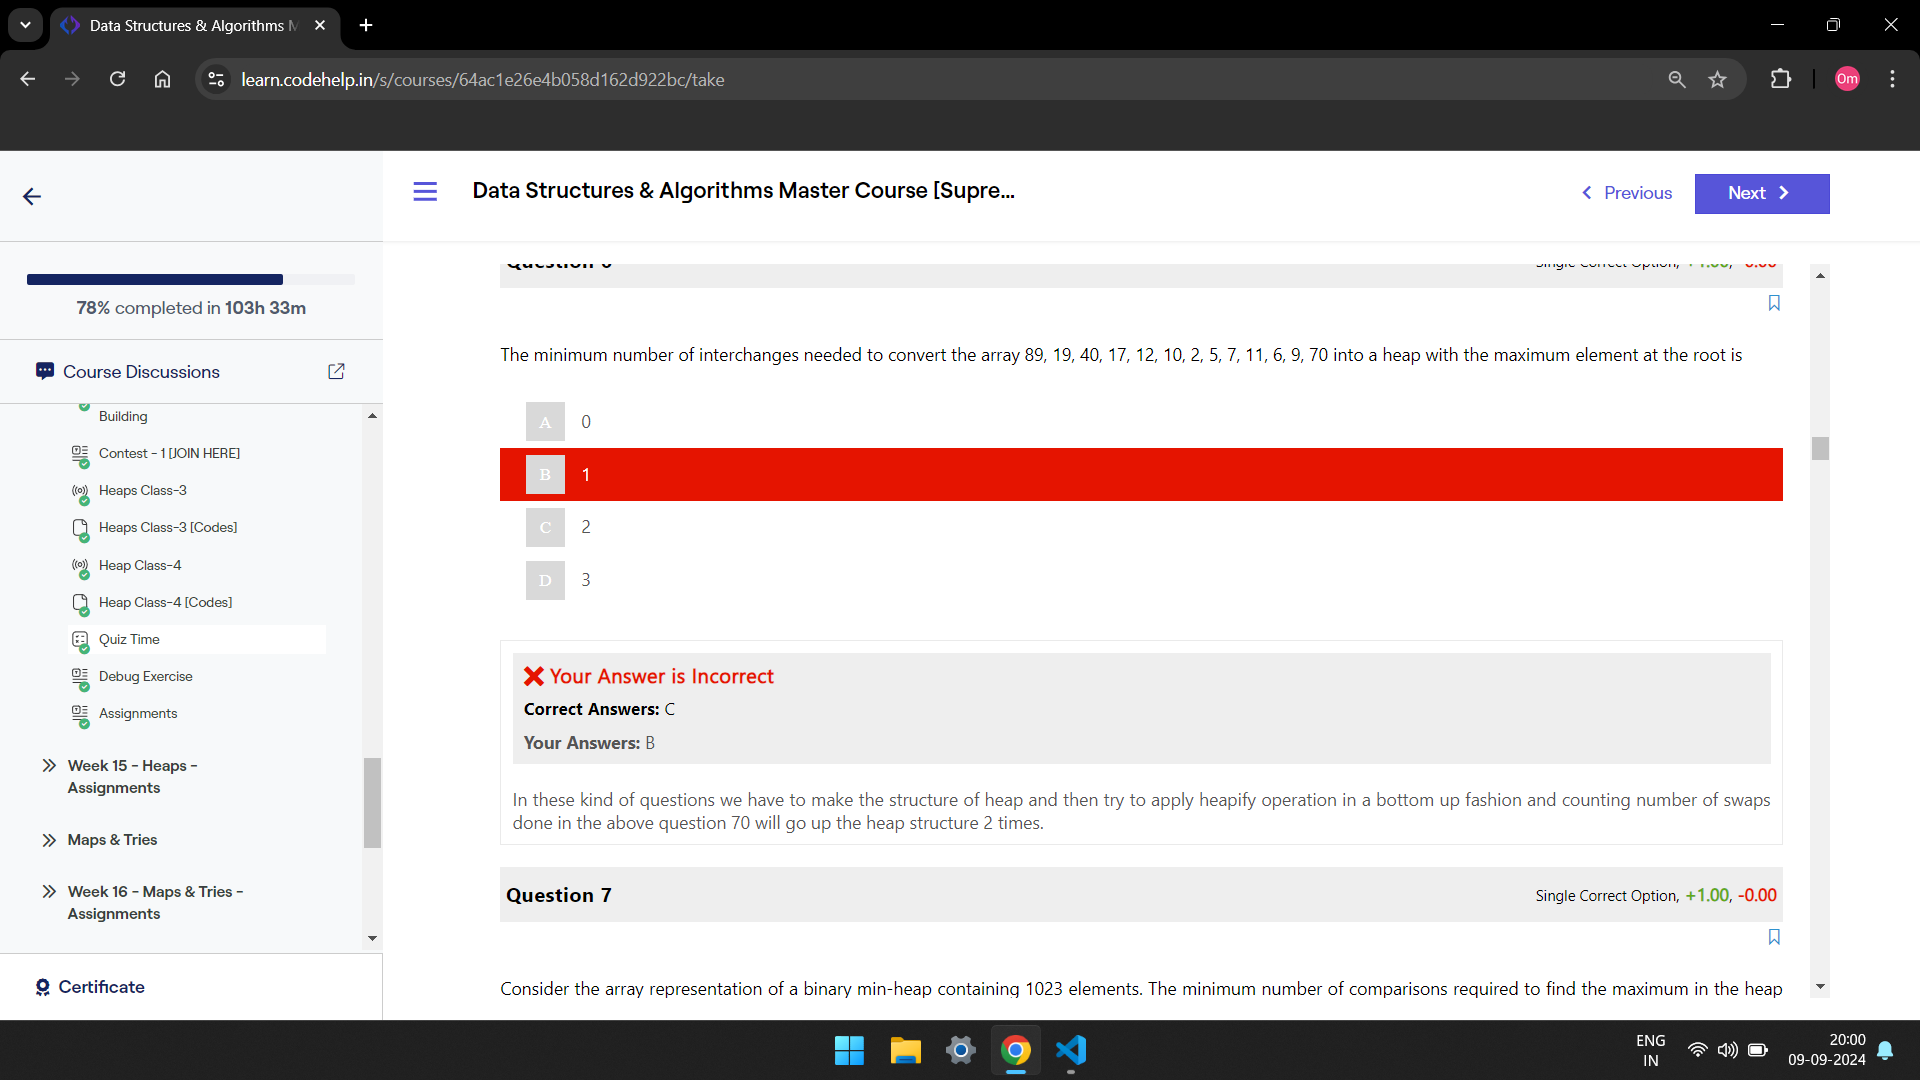 Data Structures & Algorithms M
learn.codehelp.in/s/courses/64ac1e26e4b058d162d922bc/take
Om
Data Structures & Algorithms Master Course [Supre...
Previous
Next
78% completed in 103h 33m
Course Discussions
Building
Contest - 1 [JOIN HERE]
Heaps Class-3
Heaps Class-3 [Codes]
Heap Class-4
Heap Class-4 [Codes]
Quiz Time
Debug Exercise
Assignments
Week 15 - Heaps -
Assignments
Maps & Tries
Week 16 - Maps & Tries -
Assignments
Certificate
Question 6
Single Correct Option, +1.00, -0.00
The minimum number of interchanges needed to convert the array 89, 19, 40, 17, 12, 10, 2, 5, 7, 11, 6, 9, 70 into a heap with the maximum element at the root is
A 0
B 1
C 2
D 3
Your Answer is Incorrect
Correct Answers: C
Your Answers: B
In these kind of questions we have to make the structure of heap and then try to apply heapify operation in a bottom up fashion and counting number of swaps
done in the above question 70 will go up the heap structure 2 times.
Question 7
Single Correct Option, +1.00, -0.00
Consider the array representation of a binary min-heap containing 1023 elements. The minimum number of comparisons required to find the maximum in the heap
ENG
IN
20:00
09-09-2024